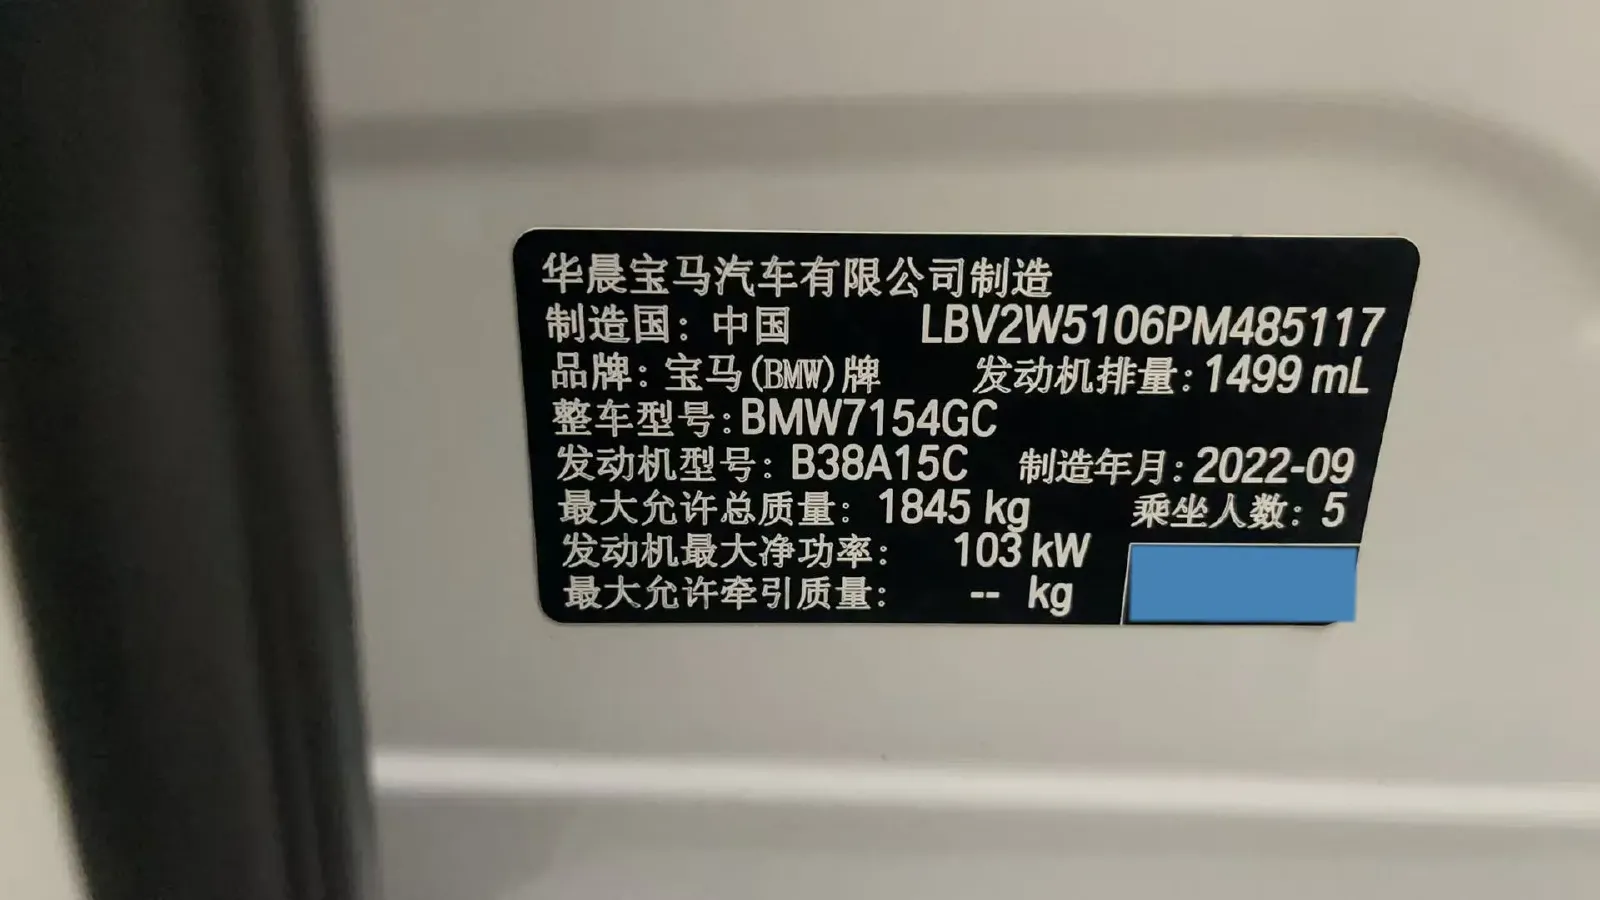 华晨宝马汽车有限公司制造
制造国：中国 LBV2W5106PM485117
品牌：宝马(BMW)牌 发动机排量：1499 mL
整车型号：BMW7154GC
发动机型号：B38A15C 制造年月：2022-09
最大允许总质量：1845 kg 乘坐人数：5
发动机最大净功率：103 kW
最大允许牵引质量：-- kg